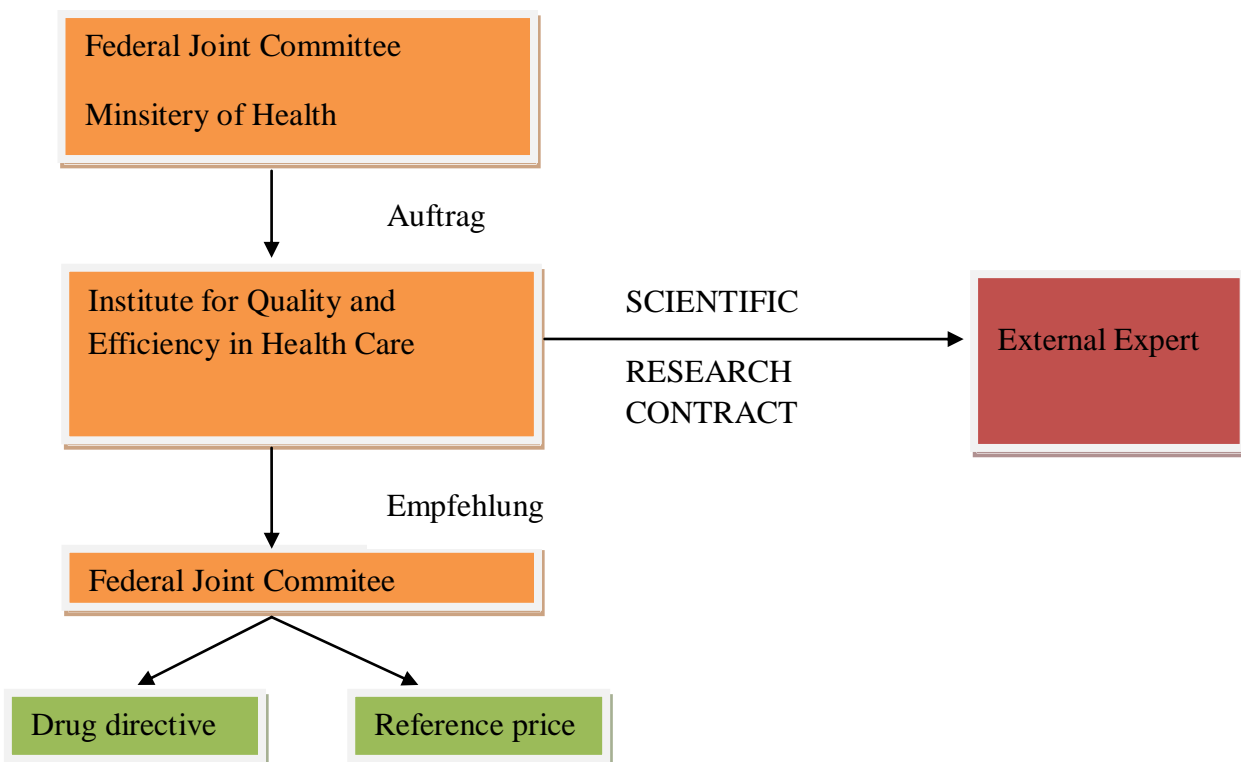 Federal Joint Committee
Minsitery of Health
Auftrag
Institute for Quality and
Efficiency in Health Care
SCIENTIFIC
RESEARCH
CONTRACT
External Expert
Empfehlung
Federal Joint Commitee
Drug directive
Reference price